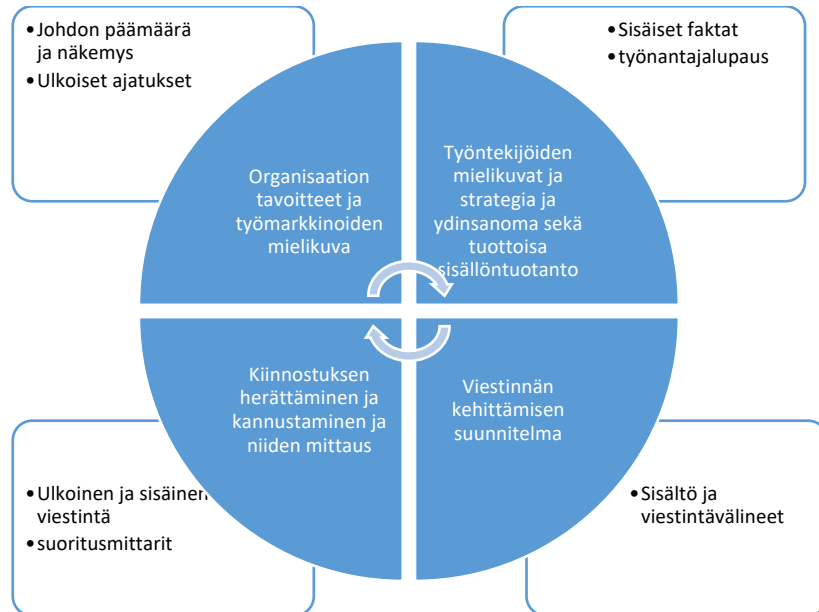 •Johdon päämäärä
ja näkemys
•Ulkoiset ajatukset
•Sisäiset faktat
•työnantajalupaus
Organisaation
tavoitteet ja
työmarkkinoiden
mielikuva
Työntekijöiden
mielikuvat ja
strategia ja
ydinsanoma sekä
tuottoisa
sisällöntuotanto
Kiinnostuksen
herättäminen ja
kannustaminen ja
niiden mittaus
Viestinnän
kehittämisen
suunnitelma
•Ulkoinen ja sisäinen
viestintä
•suoritusmittarit
•Sisältö ja
viestintävälineet